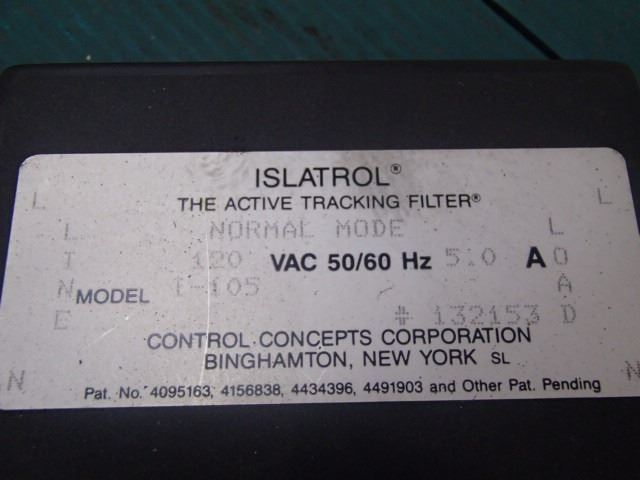 ISLATROL®
THE ACTIVE TRACKING FILTER®
L L
L NORMAL MODE L
I 120 VAC 50/60 Hz 5.0 A O
N MODEL I-105 A
E # 132153 D
CONTROL CONCEPTS CORPORATION
BINGHAMTON, NEW YORK SL
N N
Pat. No. 4095163, 4156838, 4434396, 4491903 and Other Pat. Pending